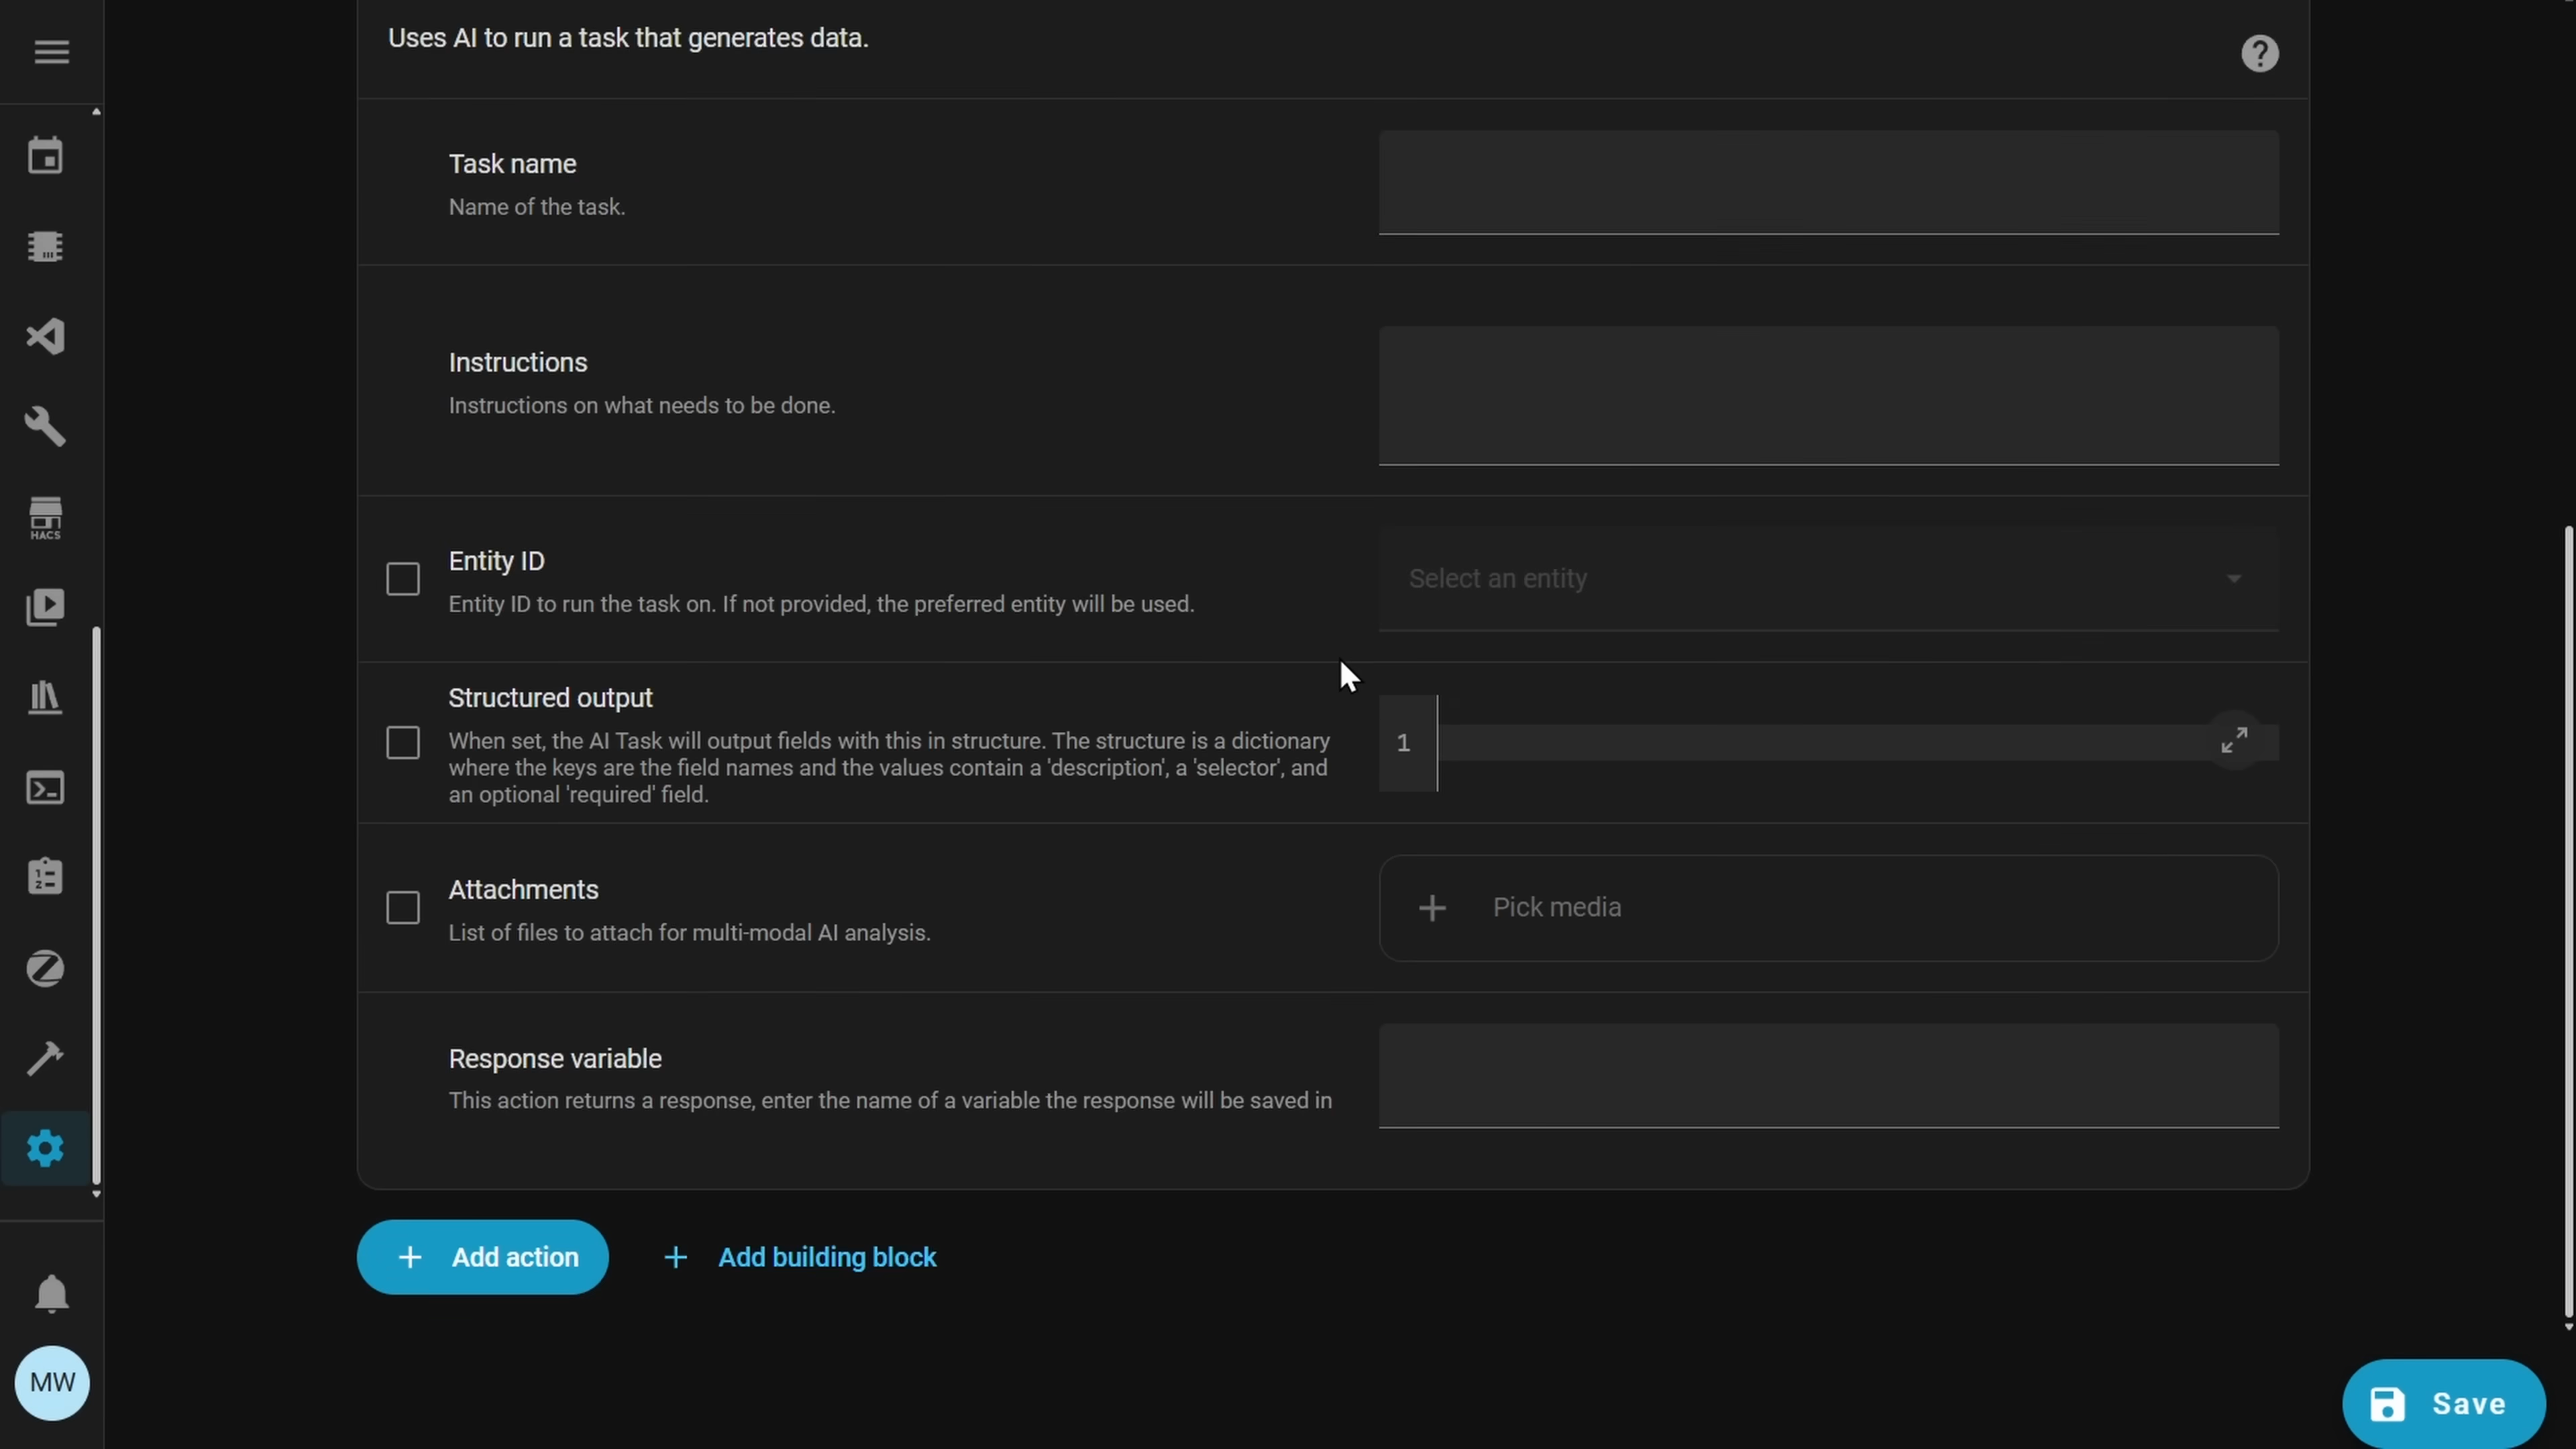 Uses AI to run a task that generates data.
Task name
Name of the task.
Instructions
Instructions on what needs to be done.
HACS
Entity ID
Entity ID to run the task on. If not provided, the preferred entity will be used.
Select an entity
Structured output
When set, the AI Task will output fields with this in structure. The structure is a dictionary
where the keys are the field names and the values contain a 'description', a 'selector', and
an optional 'required' field.
1
Attachments
List of files to attach for multi-modal AI analysis.
Pick media
Response variable
This action returns a response, enter the name of a variable the response will be saved in
Add action
Add building block
MW
Save